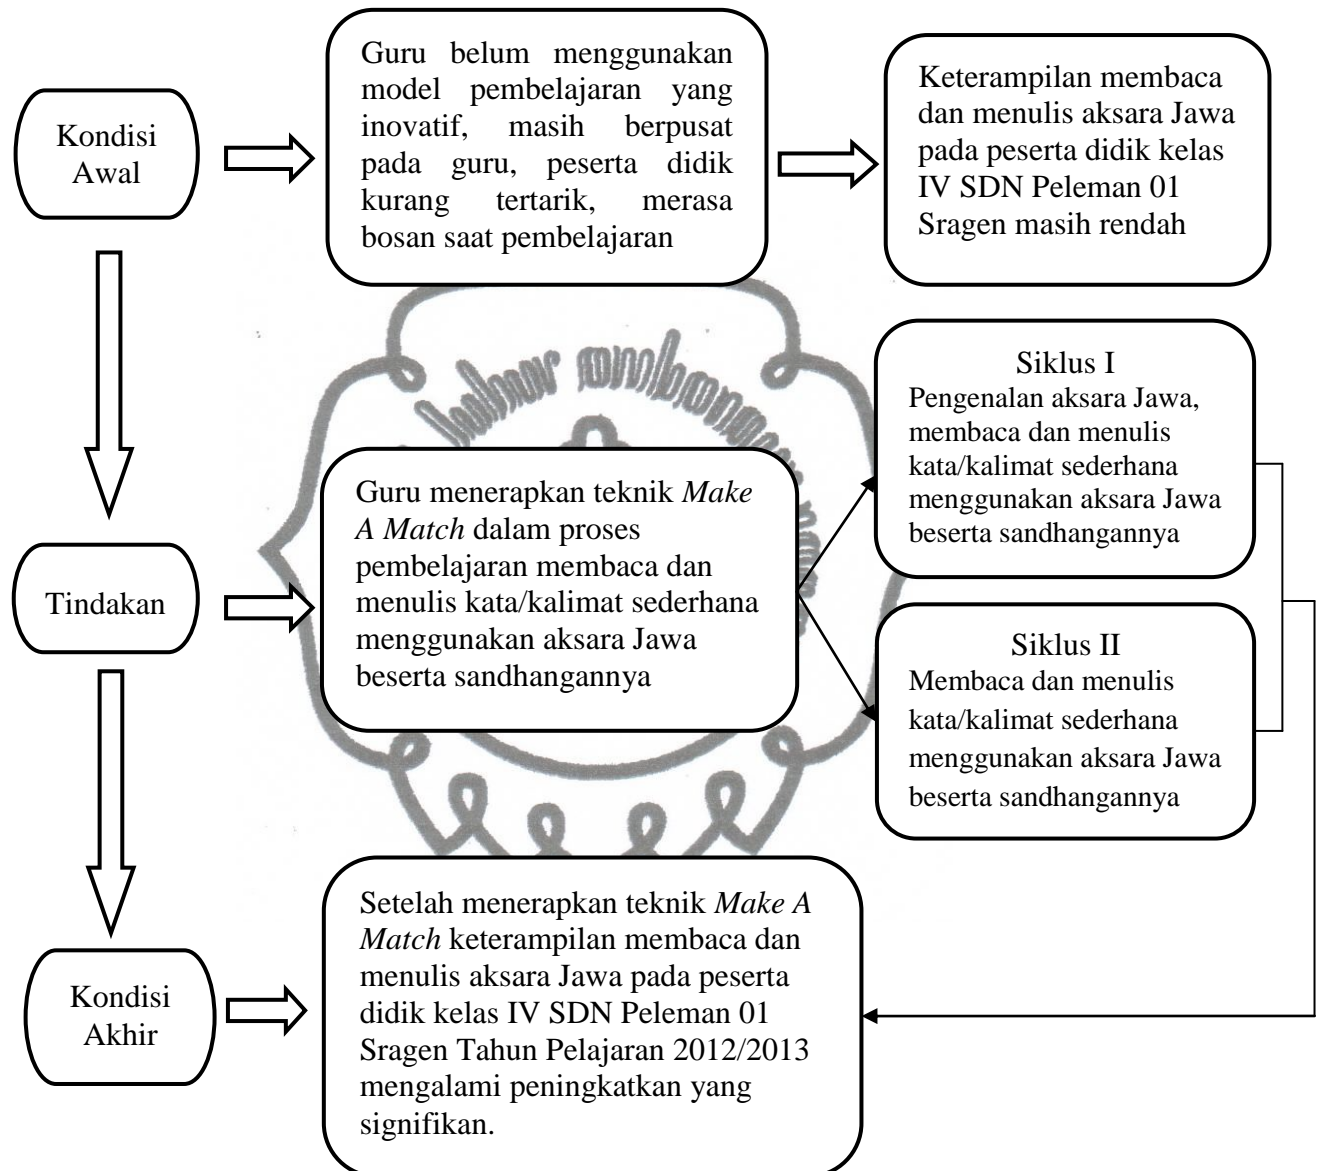 Kondisi
Awal
Guru belum menggunakan
model pembelajaran yang
inovatif, masih berpusat
pada guru, peserta didik
kurang tertarik, merasa
bosan saat pembelajaran
Keterampilan membaca
dan menulis aksara Jawa
pada peserta didik kelas
IV SDN Peleman 01
Sragen masih rendah
Tindakan
Guru menerapkan teknik Make
A Match dalam proses
pembelajaran membaca dan
menulis kata/kalimat sederhana
menggunakan aksara Jawa
beserta sandhangannya
Siklus I
Pengenalan aksara Jawa,
membaca dan menulis
kata/kalimat sederhana
menggunakan aksara Jawa
beserta sandhangannya
Siklus II
Membaca dan menulis
kata/kalimat sederhana
menggunakan aksara Jawa
beserta sandhangannya
Kondisi
Akhir
Setelah menerapkan teknik Make A
Match keterampilan membaca dan
menulis aksara Jawa pada peserta
didik kelas IV SDN Peleman 01
Sragen Tahun Pelajaran 2012/2013
mengalami peningkatkan yang
signifikan.